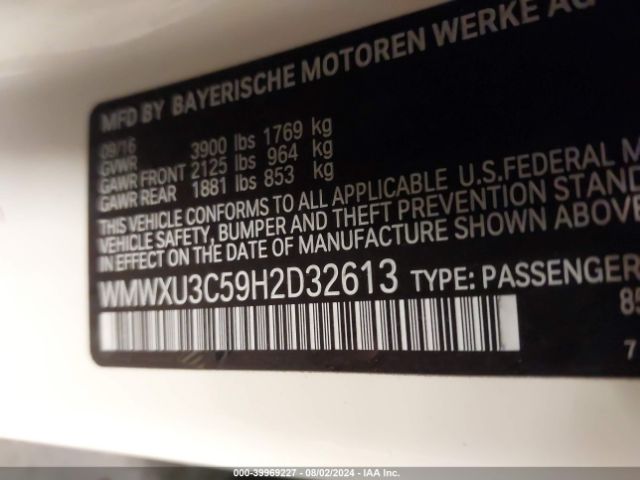 MFD BY BAYERISCHE MOTOREN WERKE AG
09/16
GVWR 3900 lbs 1769 kg
GAWR FRONT 2125 lbs 964 kg
GAWR REAR 1881 lbs 853 kg
THIS VEHICLE CONFORMS TO ALL APPLICABLE U.S.FEDERAL M
VEHICLE SAFETY, BUMPER AND THEFT PREVENTION STAND
IN EFFECT ON THE DATE OF MANUFACTURE SHOWN ABOVE
WMWXU3C59H2D32613 TYPE: PASSENGER
85
7
000-39969227 - 08/02/2024 - IAA Inc.